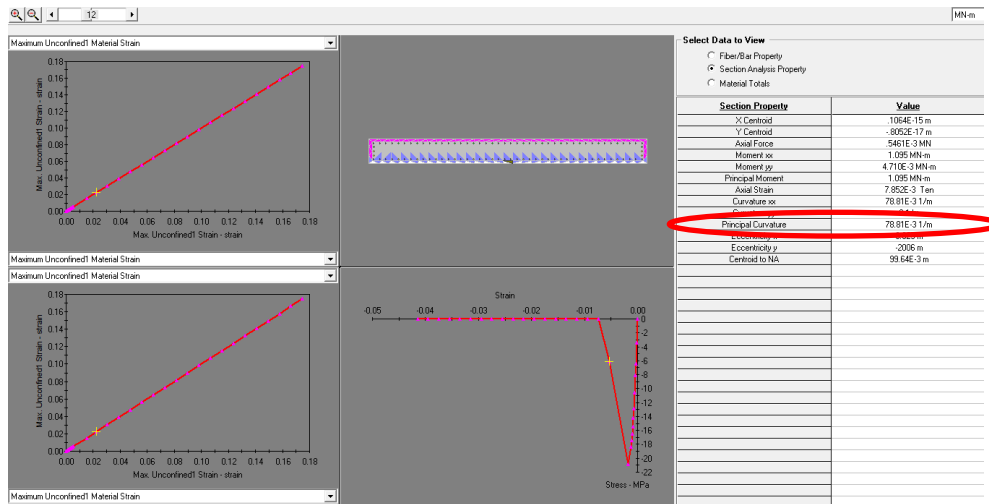 12
MN-m
Maximum Unconfined1 Material Strain
0.18
0.16
0.14
0.12
0.10
0.08
0.06
0.04
0.02
0.00
Max. Unconfined1 Strain - strain
0.00 0.02 0.04 0.06 0.08 0.10 0.12 0.14 0.16 0.18
Max. Unconfined1 Strain - strain
Maximum Unconfined1 Material Strain
Maximum Unconfined1 Material Strain
0.18
0.16
0.14
0.12
0.10
0.08
0.06
0.04
0.02
0.00
Max. Unconfined1 Strain - strain
0.00 0.02 0.04 0.06 0.08 0.10 0.12 0.14 0.16 0.18
Max. Unconfined1 Strain - strain
Maximum Unconfined1 Material Strain
Strain
-0.05 -0.04 -0.03 -0.02 -0.01 0.00
0
-2
-4
-6
-8
-10
-12
-14
-16
-18
-20
-22
Stress - MPa
Select Data to View
Fiber/Bar Property
Section Analysis Property
Material Totals
Section Property Value
X Centroid .1064E-15 m
Y Centroid -.8052E-17 m
Axial Force .5461E-3 MN
Moment xx 1.095 MN-m
Moment yy 4.710E-3 MN-m
Principal Moment 1.095 MN-m
Axial Strain 7.852E-3 Ten
Curvature xx 78.81E-3 1/m
Principal Curvature 78.81E-3 1/m
Eccentricity y -2006 m
Centroid to NA 99.64E-3 m